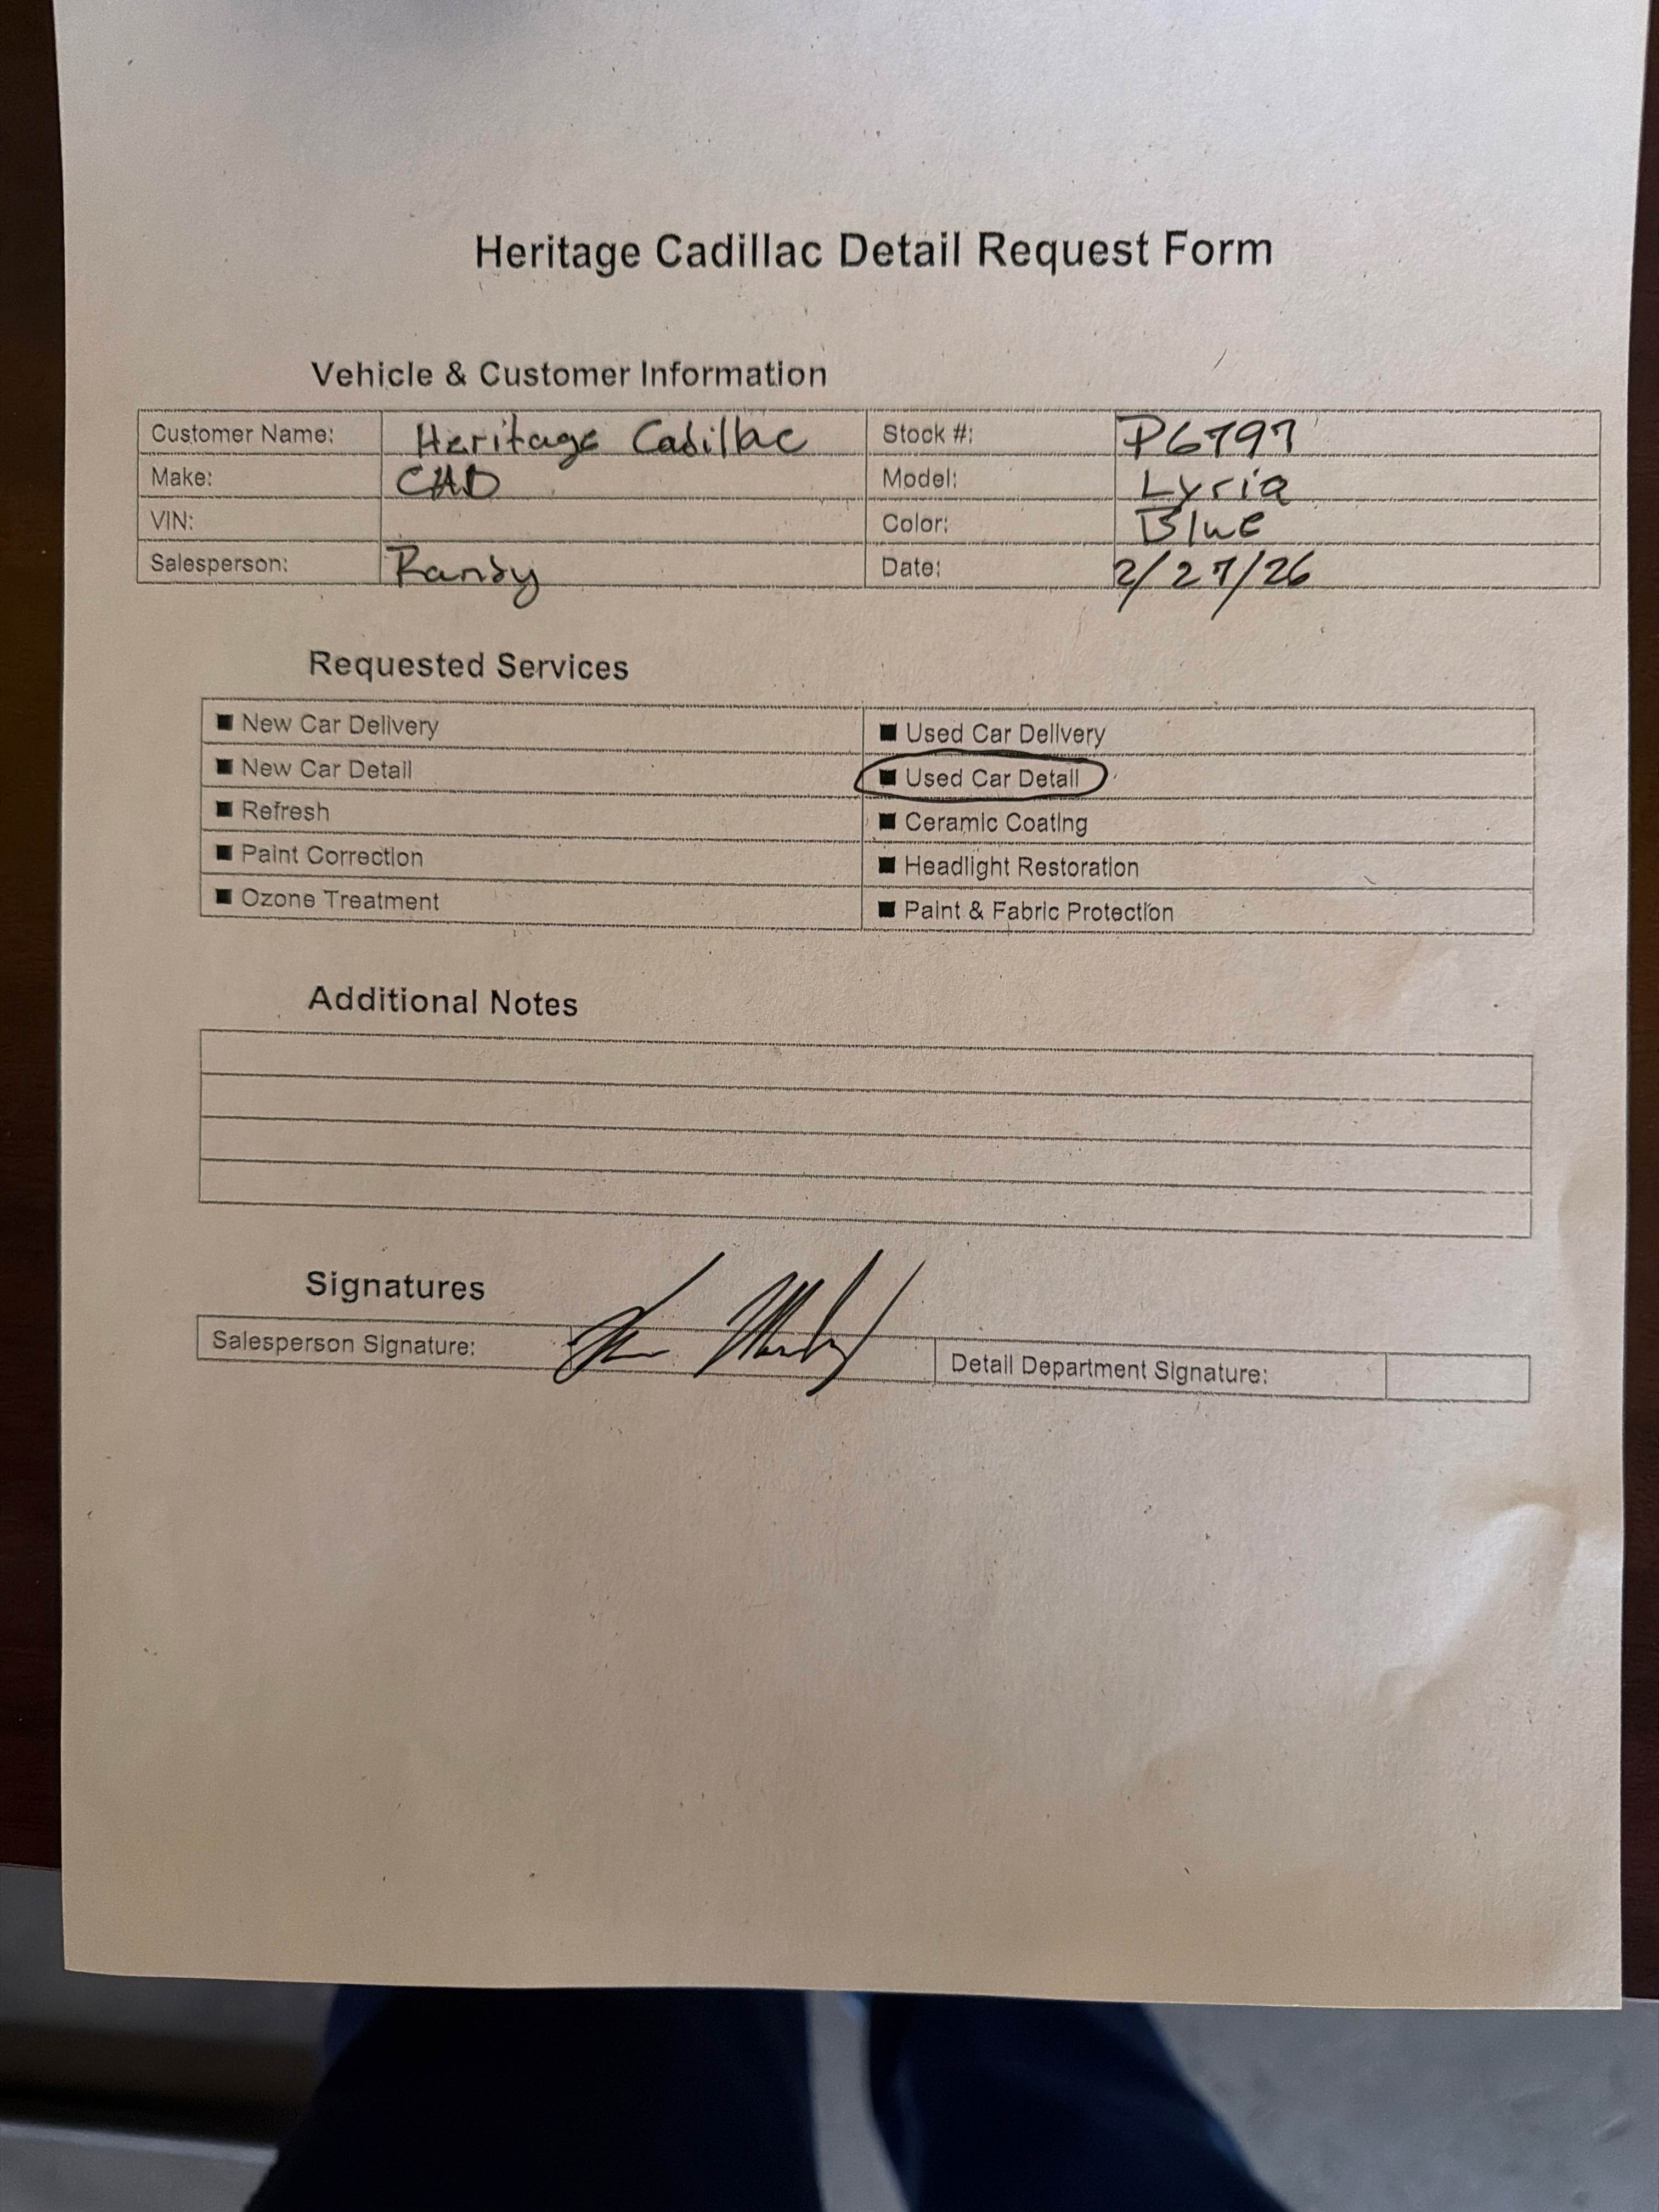 Heritage Cadillac Detail Request Form
Vehicle & Customer Information
Customer Name: Heritage Cadillac Stock #: P6797
Make: CAD Model: Lyria
VIN: Color: Blue
Salesperson: Randy Date: 2/27/26
Requested Services
■ New Car Delivery ■ Used Car Delivery
■ New Car Detail ■ Used Car Detail
■ Refresh ■ Ceramic Coating
■ Paint Correction ■ Headlight Restoration
■ Ozone Treatment ■ Paint & Fabric Protection
Additional Notes
Signatures
Salesperson Signature: Detail Department Signature: